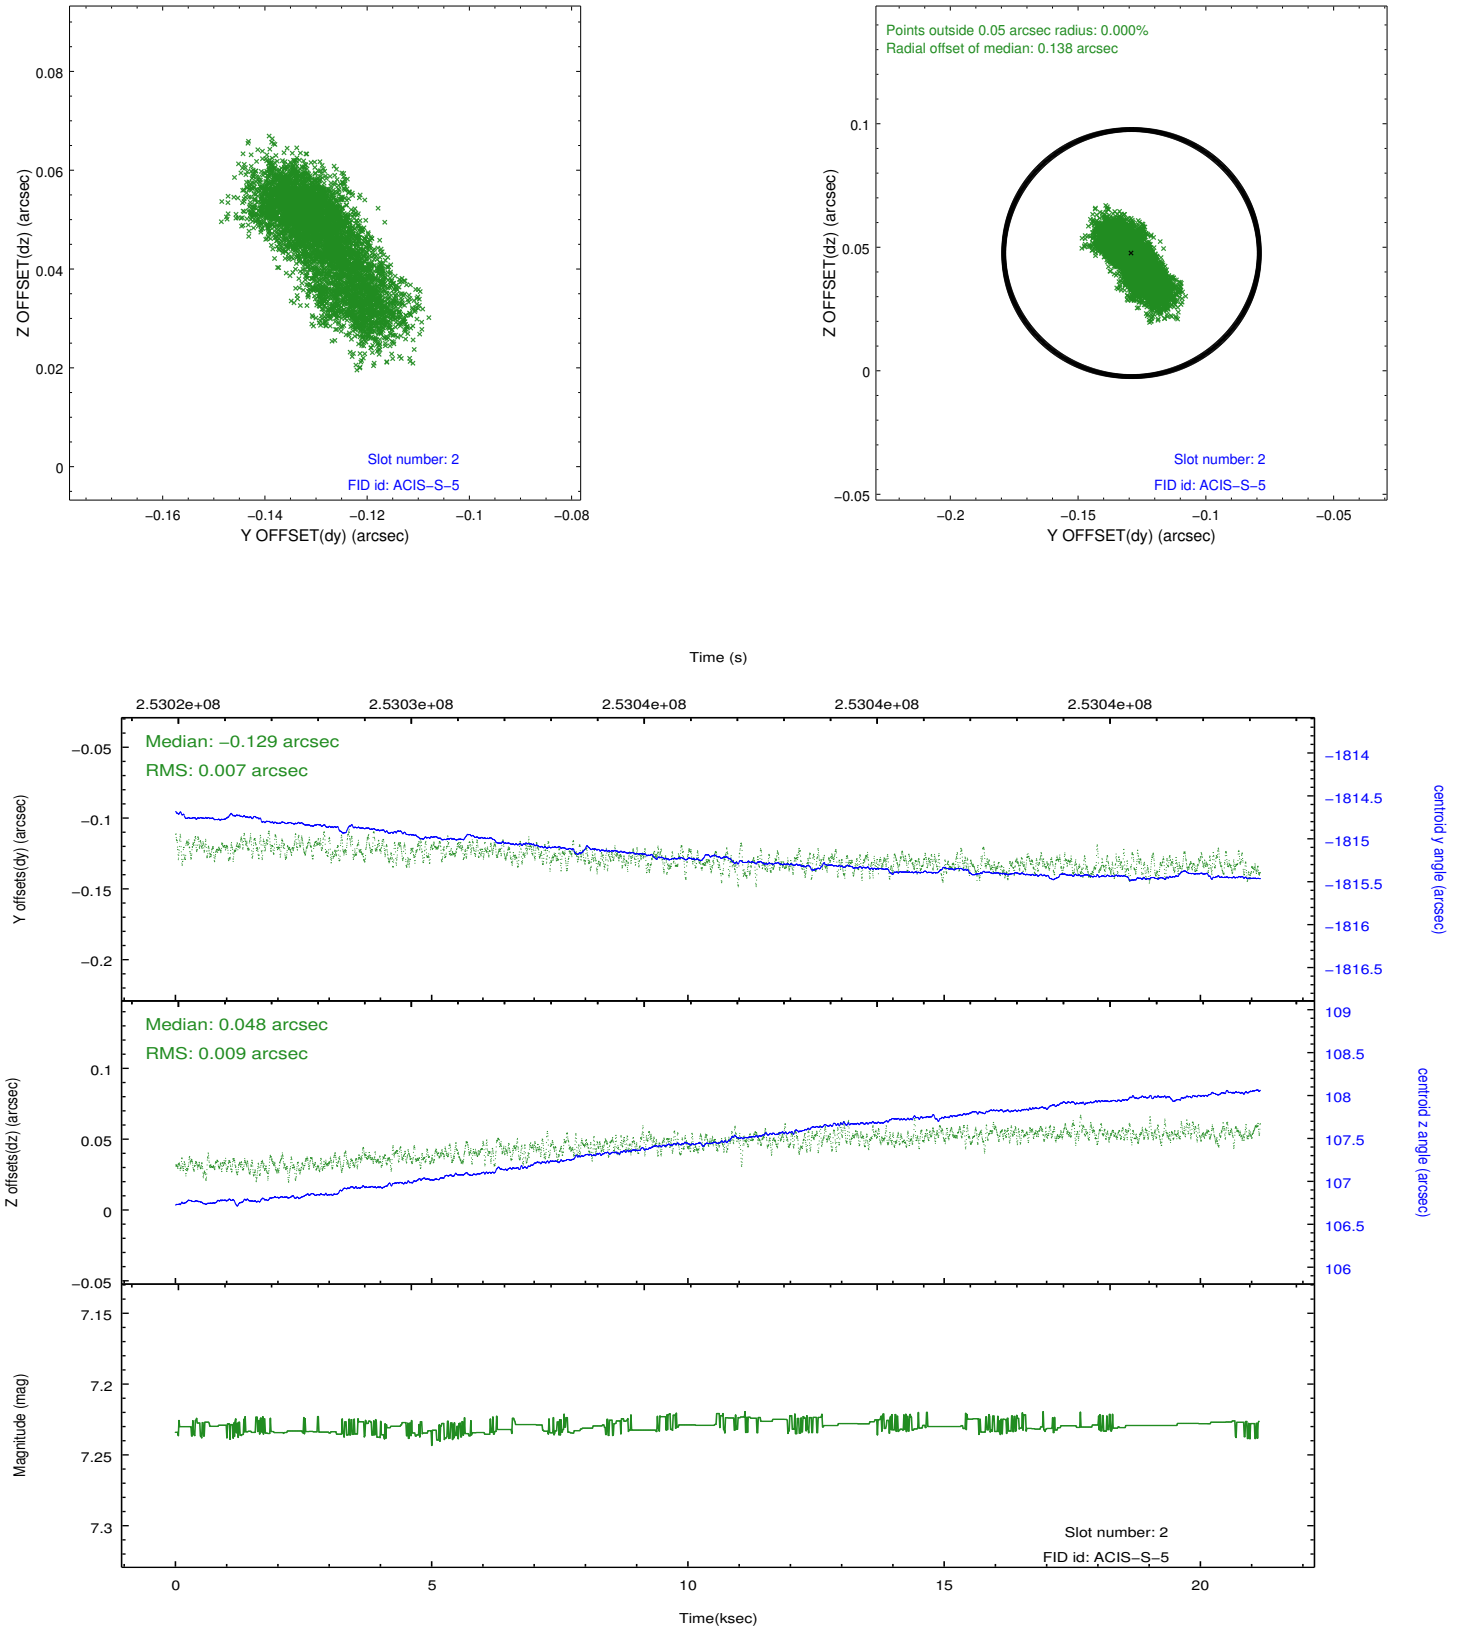 0.08
0.06
0.04
0.02
0
Z OFFSET(dz) (arcsec)
Slot number: 2
FID id: ACIS−S−5
−0.16 −0.14 −0.12 −0.1 −0.08
Y OFFSET(dy) (arcsec)
Points outside 0.05 arcsec radius: 0.000%
Radial offset of median: 0.138 arcsec
0.1
0.05
0
−0.05
Z OFFSET(dz) (arcsec)
Slot number: 2
FID id: ACIS−S−5
−0.2 −0.15 −0.1 −0.05
Y OFFSET(dy) (arcsec)
Time (s)
2.5302e+08 2.5303e+08 2.5304e+08 2.5304e+08 2.5304e+08
Median: −0.129 arcsec
RMS: 0.007 arcsec
−0.05
−0.1
−0.15
−0.2
Y offsets(dy) (arcsec)
−1814
−1814.5
−1815
−1815.5
−1816
−1816.5
centroid y angle (arcsec)
Median: 0.048 arcsec
RMS: 0.009 arcsec
0.1
0.05
0
−0.05
Z offsets(dz) (arcsec)
109
108.5
108
107.5
107
106.5
106
centroid z angle (arcsec)
7.15
7.2
7.25
7.3
Magnitude (mag)
Slot number: 2
FID id: ACIS−S−5
0 5 10 15 20
Time(ksec)